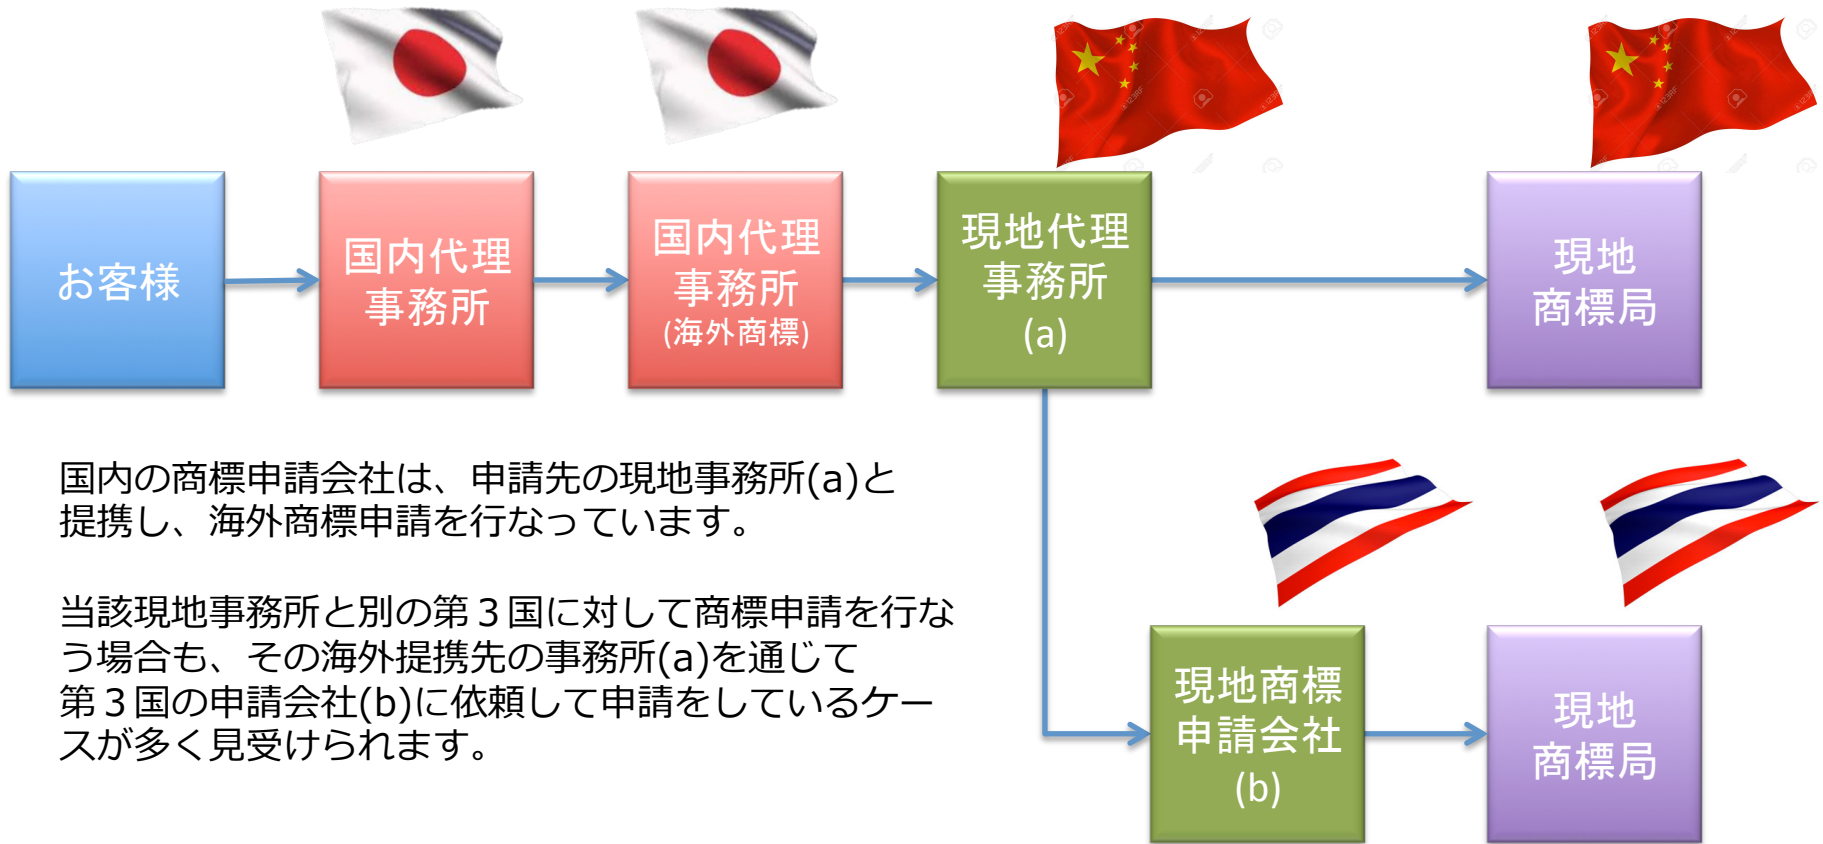 お客様
国内代理
事務所
国内代理
事務所
(海外商標)
現地代理
事務所
(a)
現地
商標局
国内の商標申請会社は、申請先の現地事務所(a)と
提携し、海外商標申請を行なっています。
当該現地事務所と別の第３国に対して商標申請を行な
う場合も、その海外提携先の事務所(a)を通じて
第３国の申請会社(b)に依頼して申請をしているケー
スが多く見受けられます。
現地商標
申請会社
(b)
現地
商標局